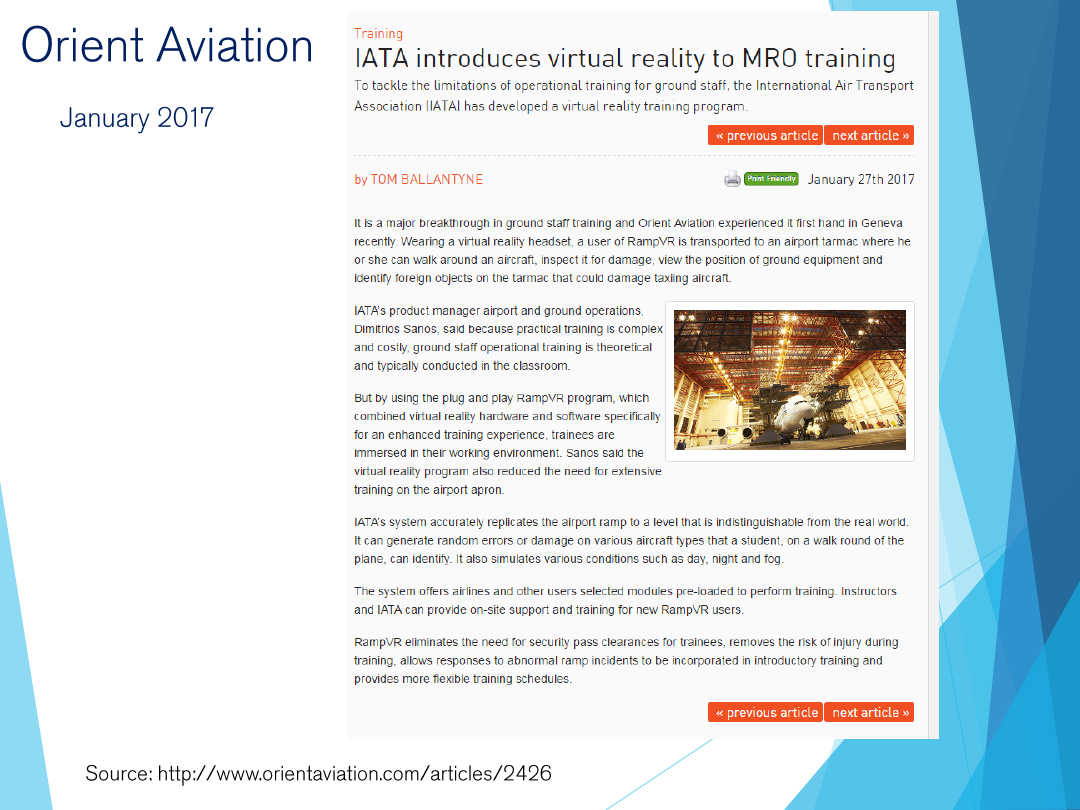 Orient Aviation
January 2017
Training
IATA introduces virtual reality to MRO training
To tackle the limitations of operational training for ground staff, the International Air Transport
Association (IATA) has developed a virtual reality training program.
« previous article next article »
by TOM BALLANTYNE
Print Friendly January 27th 2017
It is a major breakthrough in ground staff training and Orient Aviation experienced it first hand in Geneva
recently. Wearing a virtual reality headset, a user of RampVR is transported to an airport tarmac where he
or she can walk around an aircraft, inspect it for damage, view the position of ground equipment and
identify foreign objects on the tarmac that could damage taxiing aircraft.
IATA's product manager airport and ground operations,
Dimitrios Sanos, said because practical training is complex
and costly, ground staff operational training is theoretical
and typically conducted in the classroom.
But by using the plug and play RampVR program, which
combined virtual reality hardware and software specifically
for an enhanced training experience, trainees are
immersed in their working environment. Sanos said the
virtual reality program also reduced the need for extensive
training on the airport apron.
IATA's system accurately replicates the airport ramp to a level that is indistinguishable from the real world.
It can generate random errors or damage on various aircraft types that a student, on a walk round of the
plane, can identify. It also simulates various conditions such as day, night and fog.
The system offers airlines and other users selected modules pre-loaded to perform training. Instructors
and IATA can provide on-site support and training for new RampVR users.
RampVR eliminates the need for security pass clearances for trainees, removes the risk of injury during
training, allows responses to abnormal ramp incidents to be incorporated in introductory training and
provides more flexible training schedules.
« previous article next article »
Source: http://www.orientaviation.com/articles/2426